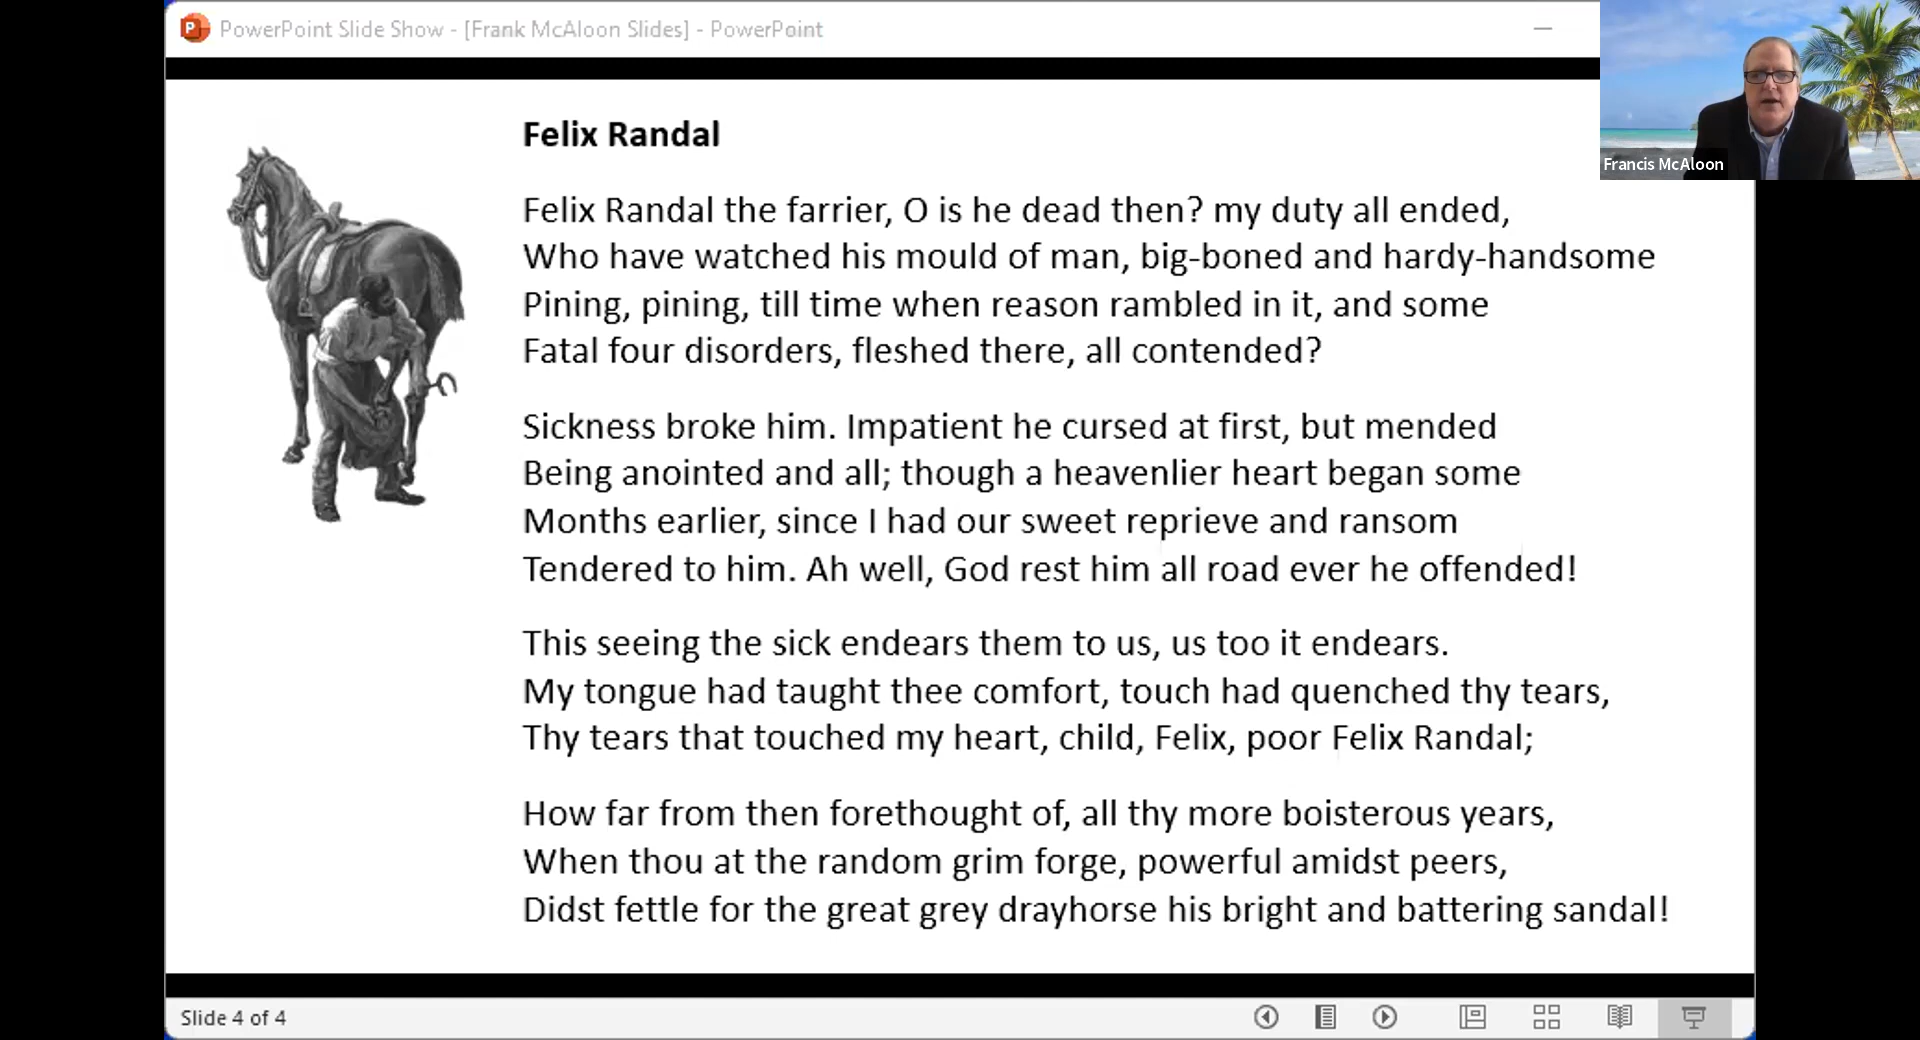 PowerPoint Slide Show - [Frank McAloon Slides] - PowerPoint
Francis McAloon
Felix Randal
Felix Randal the farrier, O is he dead then? my duty all ended,
Who have watched his mould of man, big-boned and hardy-handsome
Pining, pining, till time when reason rambled in it, and some
Fatal four disorders, fleshed there, all contended?
Sickness broke him. Impatient he cursed at first, but mended
Being anointed and all; though a heavenlier heart began some
Months earlier, since I had our sweet reprieve and ransom
Tendered to him. Ah well, God rest him all road ever he offended!
This seeing the sick endears them to us, us too it endears.
My tongue had taught thee comfort, touch had quenched thy tears,
Thy tears that touched my heart, child, Felix, poor Felix Randal;
How far from then forethought of, all thy more boisterous years,
When thou at the random grim forge, powerful amidst peers,
Didst fettle for the great grey drayhorse his bright and battering sandal!
Slide 4 of 4